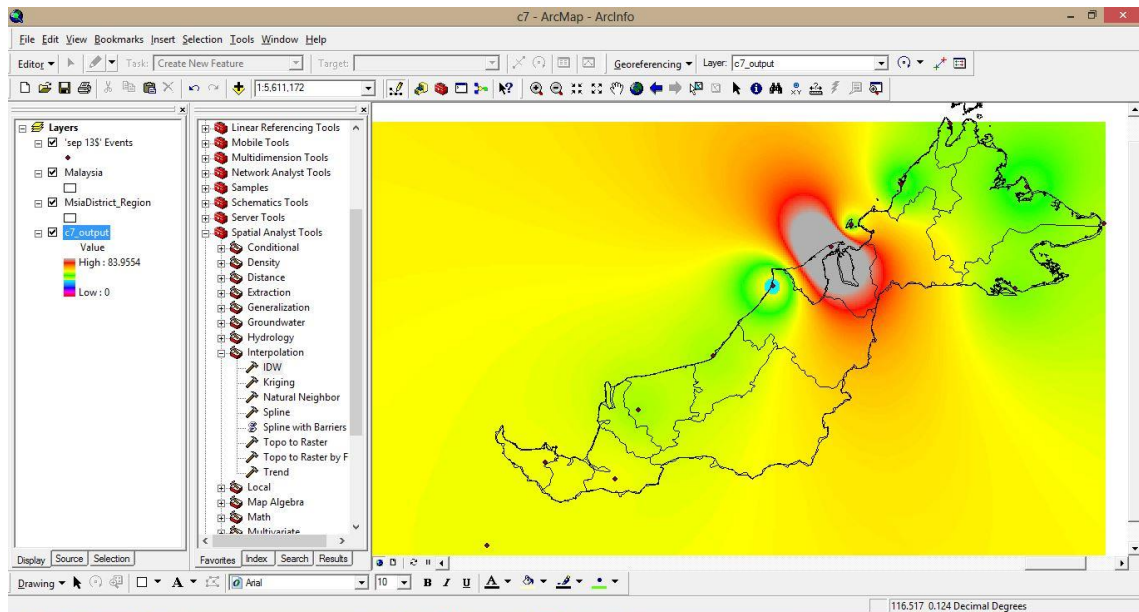 c7 - ArcMap - ArcInfo
File Edit View Bookmarks Insert Selection Tools Window Help
Editor Task: Create New Feature Target: Georeferencing Layer: c7_output
1:5,611,172
Layers
'sep 13$' Events
Malaysia
MsiaDistrict_Region
c7_output
Value
High : 83.9554
Low : 0
Display Source Selection
Linear Referencing Tools
Mobile Tools
Multidimension Tools
Network Analyst Tools
Samples
Schematics Tools
Server Tools
Spatial Analyst Tools
Conditional
Density
Distance
Extraction
Generalization
Groundwater
Hydrology
Interpolation
IDW
Kriging
Natural Neighbor
Spline
Spline with Barriers
Topo to Raster
Topo to Raster by F
Trend
Local
Map Algebra
Math
Multivariate
Favorites Index Search Results
Drawing A Arial 10 B I U A
116.517 0.124 Decimal Degrees